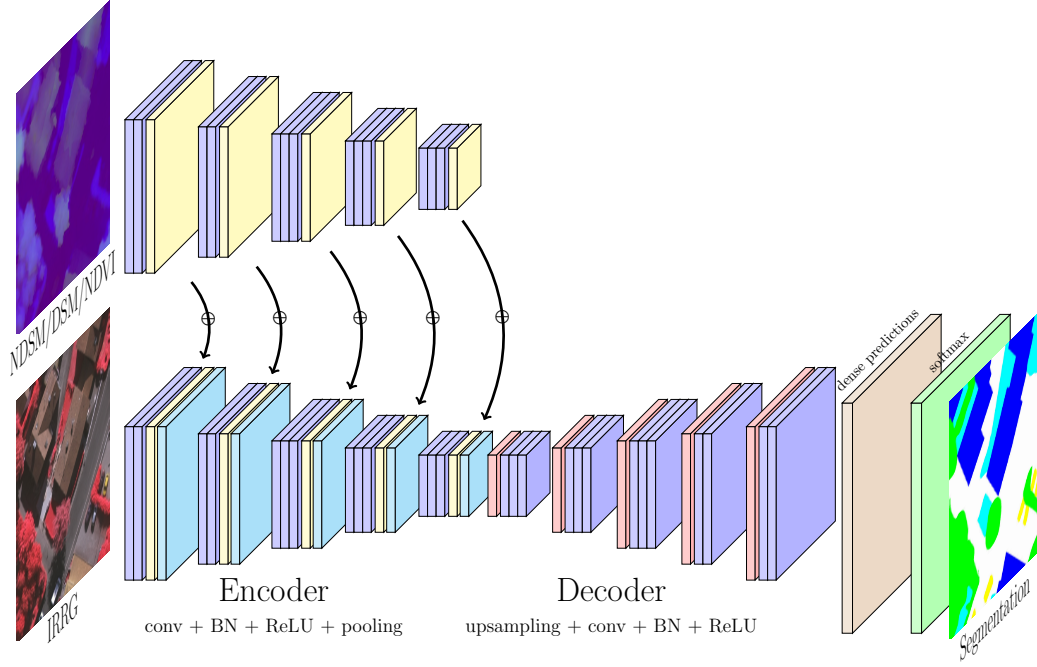 NDSM/DSM/NDVI
⊕ ⊕ ⊕ ⊕ ⊕
dense predictions
softmax
IRRG
Encoder
Decoder
conv + BN + ReLU + pooling
upsampling + conv + BN + ReLU
Segmentation